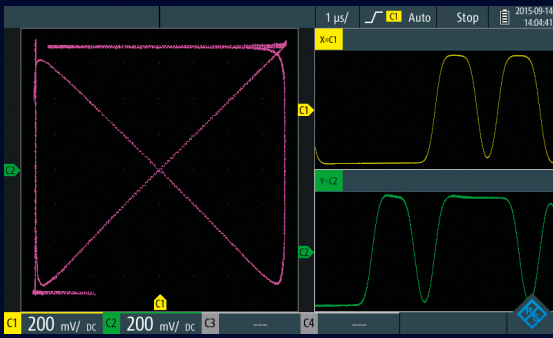 1 µs/ C1 Auto Stop 2015-09-14
14:04:41
X=C1
C1
C2
Y=C2
C2
C1
C1 200 mV/ DC C2 200 mV/ DC C3 --- C4 ---
R&S